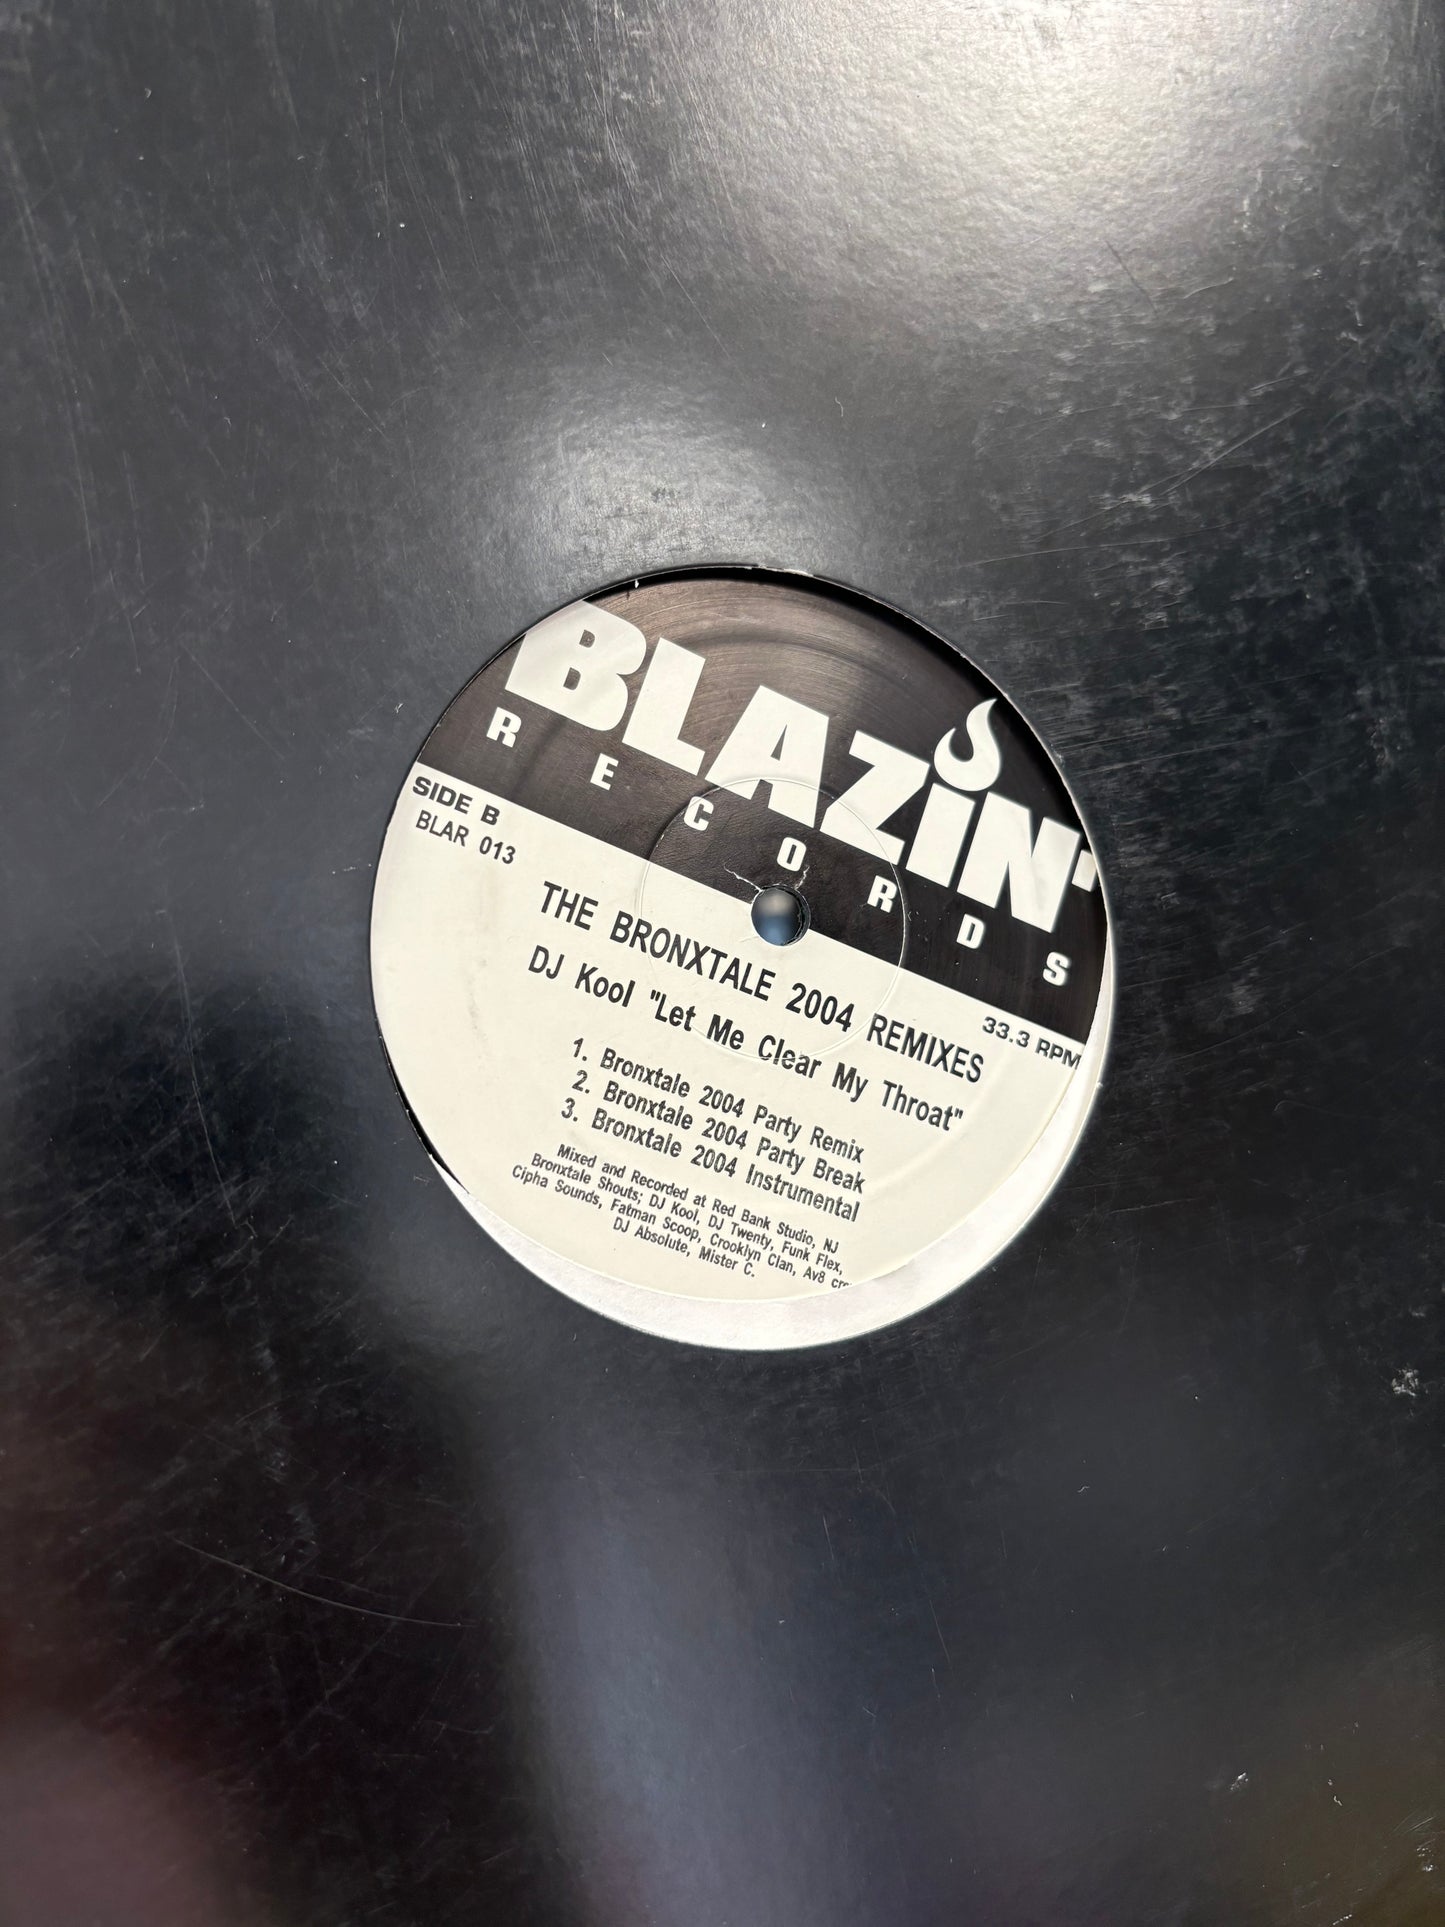 BLAZIN'
RECORDS
SIDE B
BLAR 013
33.3 RPM
THE BRONXTALE 2004 REMIXES
DJ Kool "Let Me Clear My Throat"
1. Bronxtale 2004 Party Remix
2. Bronxtale 2004 Party Break
3. Bronxtale 2004 Instrumental
Mixed and Recorded at Red Bank Studio, NJ
Bronxtale Shouts; DJ Kool, DJ Twenty, Funk Flex,
Cipha Sounds, Fatman Scoop, Crooklyn Clan, Av8
DJ Absolute, Mister C.